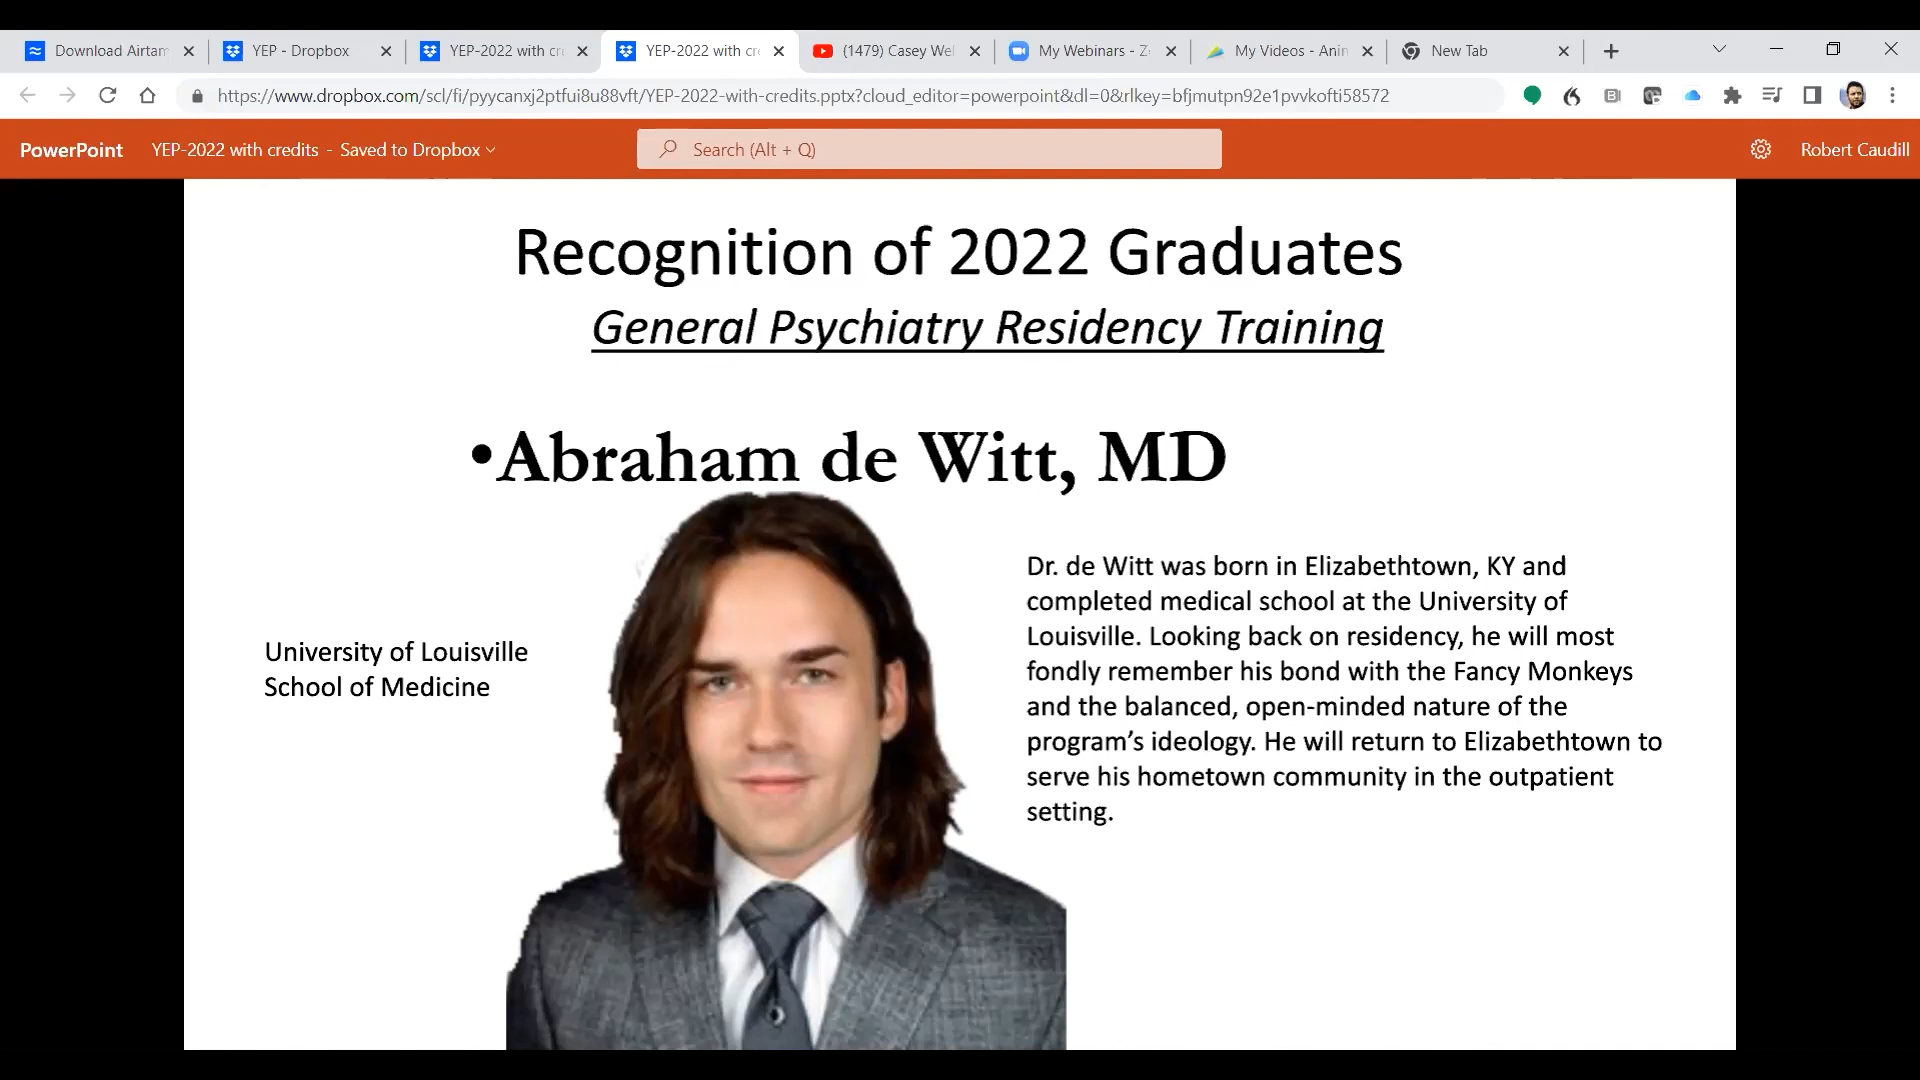 Download Airtam
YEP - Dropbox
YEP-2022 with cr
YEP-2022 with cre
(1479) Casey Wel
My Webinars - Z
My Videos - Anin
New Tab
https://www.dropbox.com/scl/fi/pyycanxj2ptfui8u88vft/YEP-2022-with-credits.pptx?cloud_editor=powerpoint&dl=0&rlkey=bfjmutpn92e1pvvkofti58572
PowerPoint YEP-2022 with credits - Saved to Dropbox
Search (Alt + Q)
Robert Caudill
Recognition of 2022 Graduates
General Psychiatry Residency Training
•Abraham de Witt, MD
University of Louisville
School of Medicine
Dr. de Witt was born in Elizabethtown, KY and
completed medical school at the University of
Louisville. Looking back on residency, he will most
fondly remember his bond with the Fancy Monkeys
and the balanced, open-minded nature of the
program’s ideology. He will return to Elizabethtown to
serve his hometown community in the outpatient
setting.